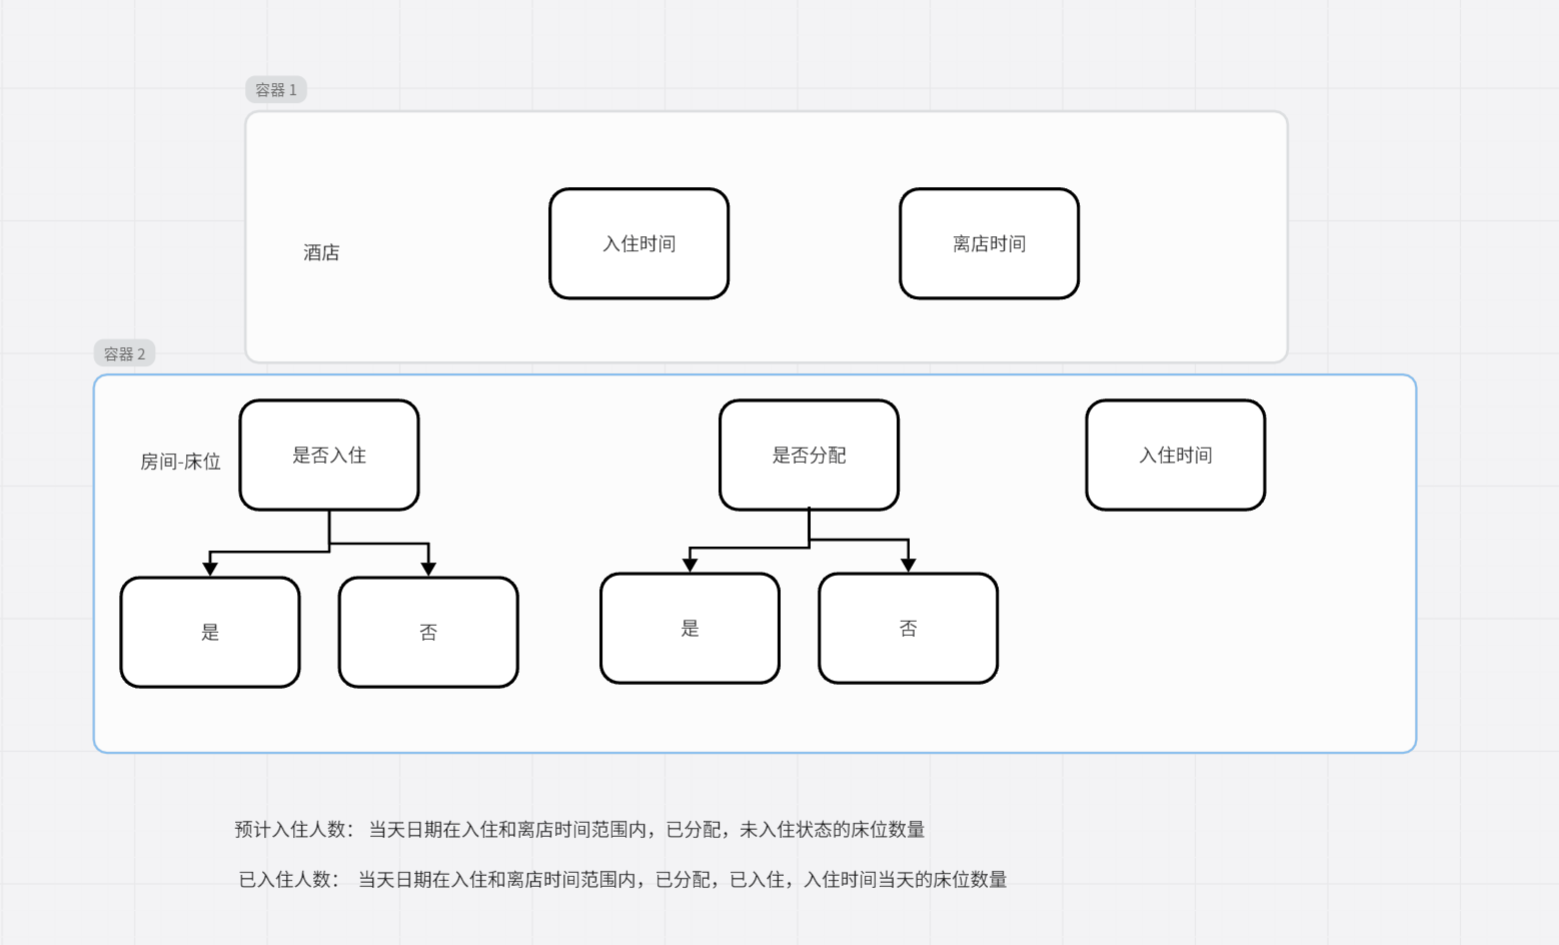 容器 1
酒店
入住时间
离店时间
容器 2
房间-床位
是否入住
是否分配
入住时间
是
否
是
否
预计入住人数： 当天日期在入住和离店时间范围内，已分配，未入住状态的床位数量
已入住人数： 当天日期在入住和离店时间范围内，已分配，已入住，入住时间当天的床位数量